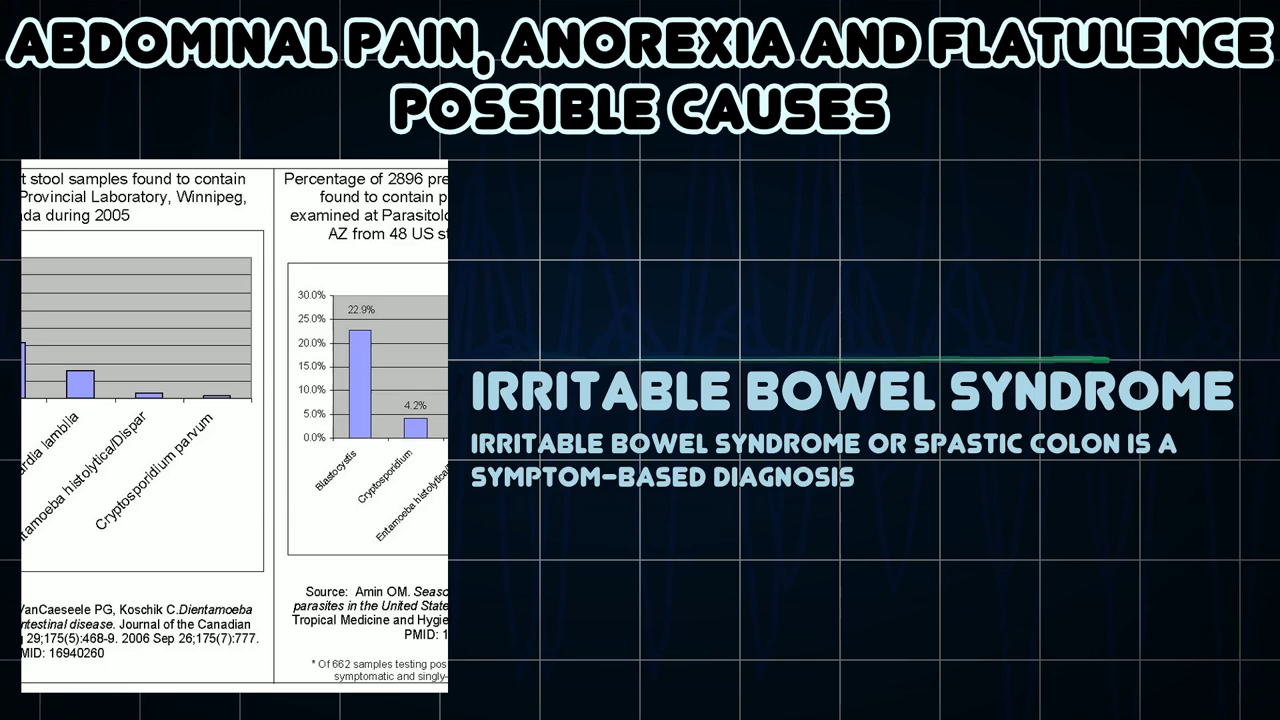 ABDOMINAL PAIN, ANOREXIA AND FLATULENCE
POSSIBLE CAUSES
t stool samples found to contain
Provincial Laboratory, Winnipeg,
da during 2005
ardia lamblia
tamoeba histolytical/Dispar
Cryptosporidium parvum
VanCaeseele PG, Koschik C.Dientamoeba
ntestinal disease. Journal of the Canadian
29;175(5):468-9. 2006 Sep 26;175(7):777.
MID: 16940260
Percentage of 2896 pre
found to contain p
examined at Parasitolo
AZ from 48 US st
30.0%
25.0%
20.0%
15.0%
10.0%
5.0%
0.0%
22.9%
4.2%
Blastocystis
Cryptosporidium
Entamoeba histolytica/
Source: Amin OM. Seaso
parasites in the United State
Tropical Medicine and Hygie
PMID: 1
* Of 662 samples testing pos
symptomatic and singly-
IRRITABLE BOWEL SYNDROME
IRRITABLE BOWEL SYNDROME OR SPASTIC COLON IS A
SYMPTOM-BASED DIAGNOSIS